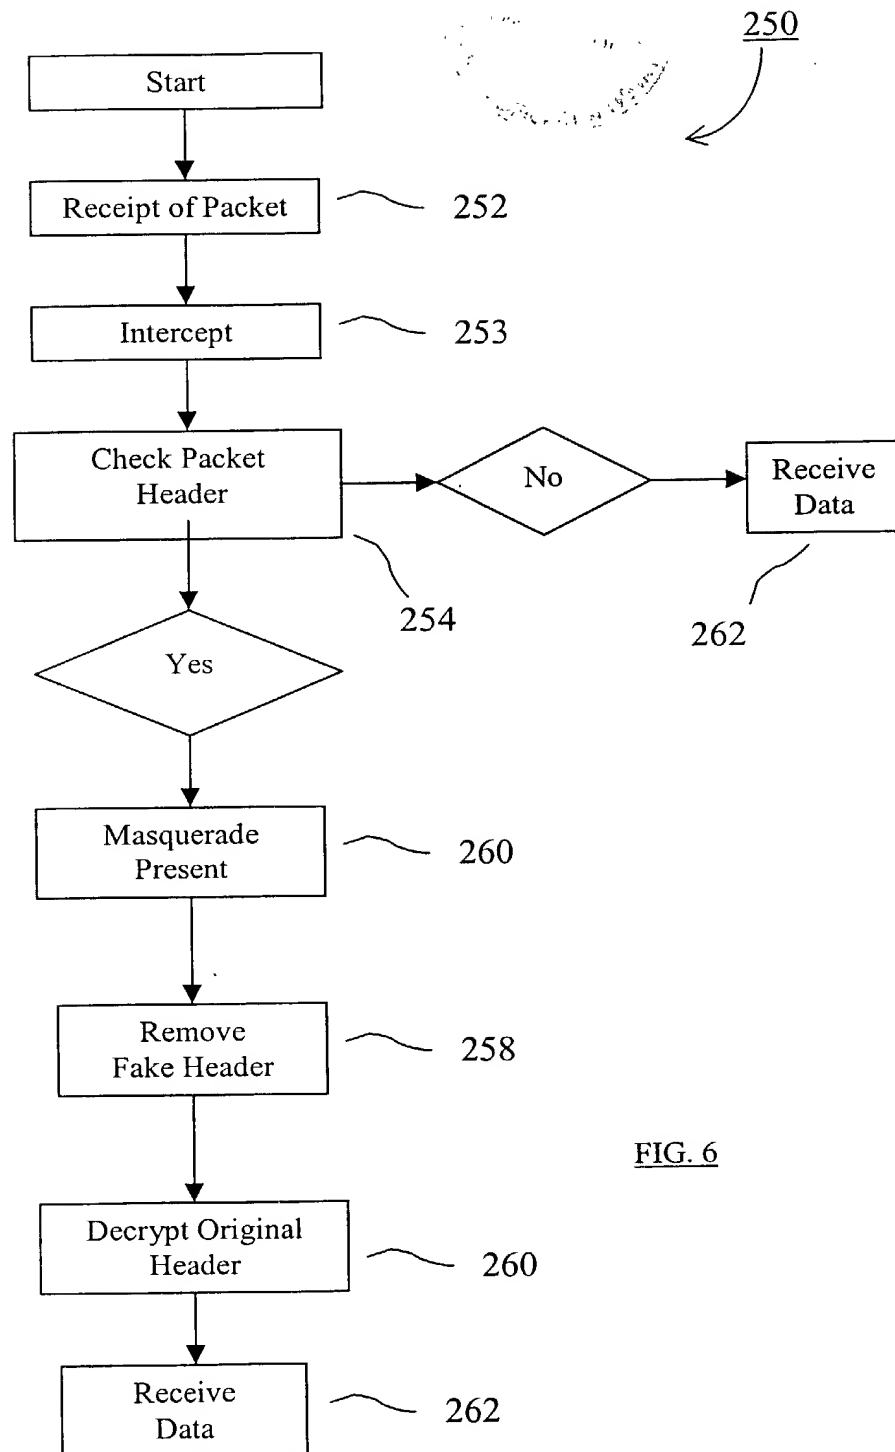 250
Start
Receipt of Packet
252
Intercept
253
Check Packet
Header
254
No
Receive
Data
262
Yes
Masquerade
Present
260
Remove
Fake Header
258
FIG. 6
Decrypt Original
Header
260
Receive
Data
262